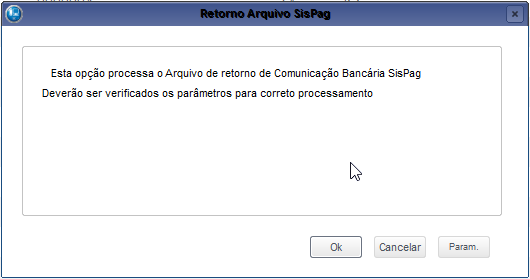 Retorno Arquivo SisPag
Esta opção processa o Arquivo de retorno de Comunicação Bancária SisPag
Deverão ser verificados os parâmetros para correto processamento
Ok
Cancelar
Param.